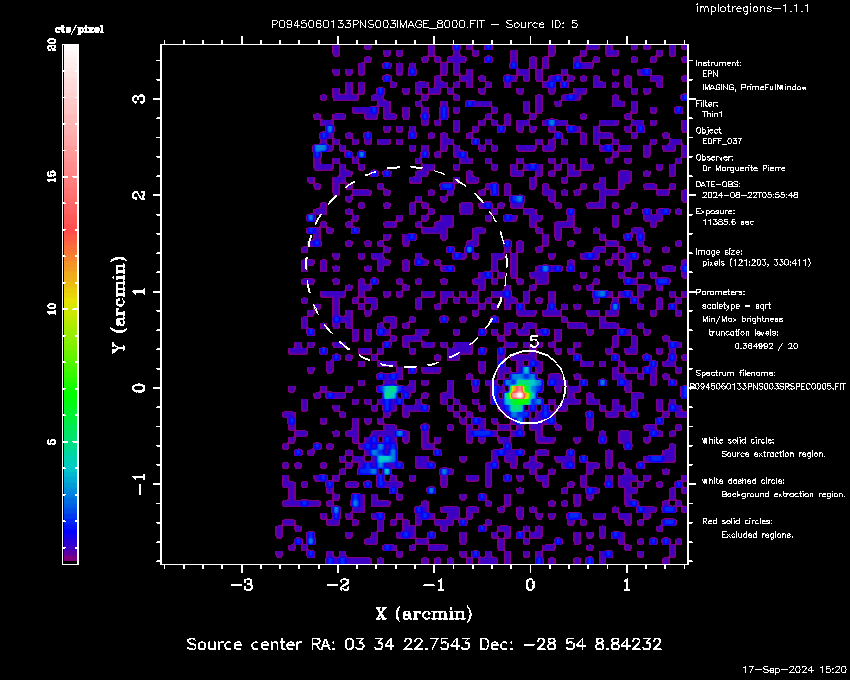 implotregions-1.1.1
P0945060133PNS003IMAGE_8000.FIT - Source ID: 5
cts/pixel
20
15
10
5
Y (arcmin)
3
2
1
0
-1
5
-3 -2 -1 0 1
X (arcmin)
Source center RA: 03 34 22.7543 Dec: -28 54 8.84232
Instrument:
EPN
IMAGING, PrimeFullWindow
Filter:
Thin1
Object
EDFF_037
Observer:
Dr Marguerite Pierre
DATE-OBS:
2024-08-22T05:55:48
Exposure:
11385.6 sec
Image size:
pixels (121:203, 330:411)
Parameters:
scaletype = sqrt
Min/Max brightness
truncation levels:
0.364992 / 20
Spectrum filename:
P0945060133PNS003SRSPEC0005.FIT
White solid circle:
Source extraction region.
White dashed circle:
Background extraction region.
Red solid circles:
Excluded regions.
17-Sep-2024 15:20